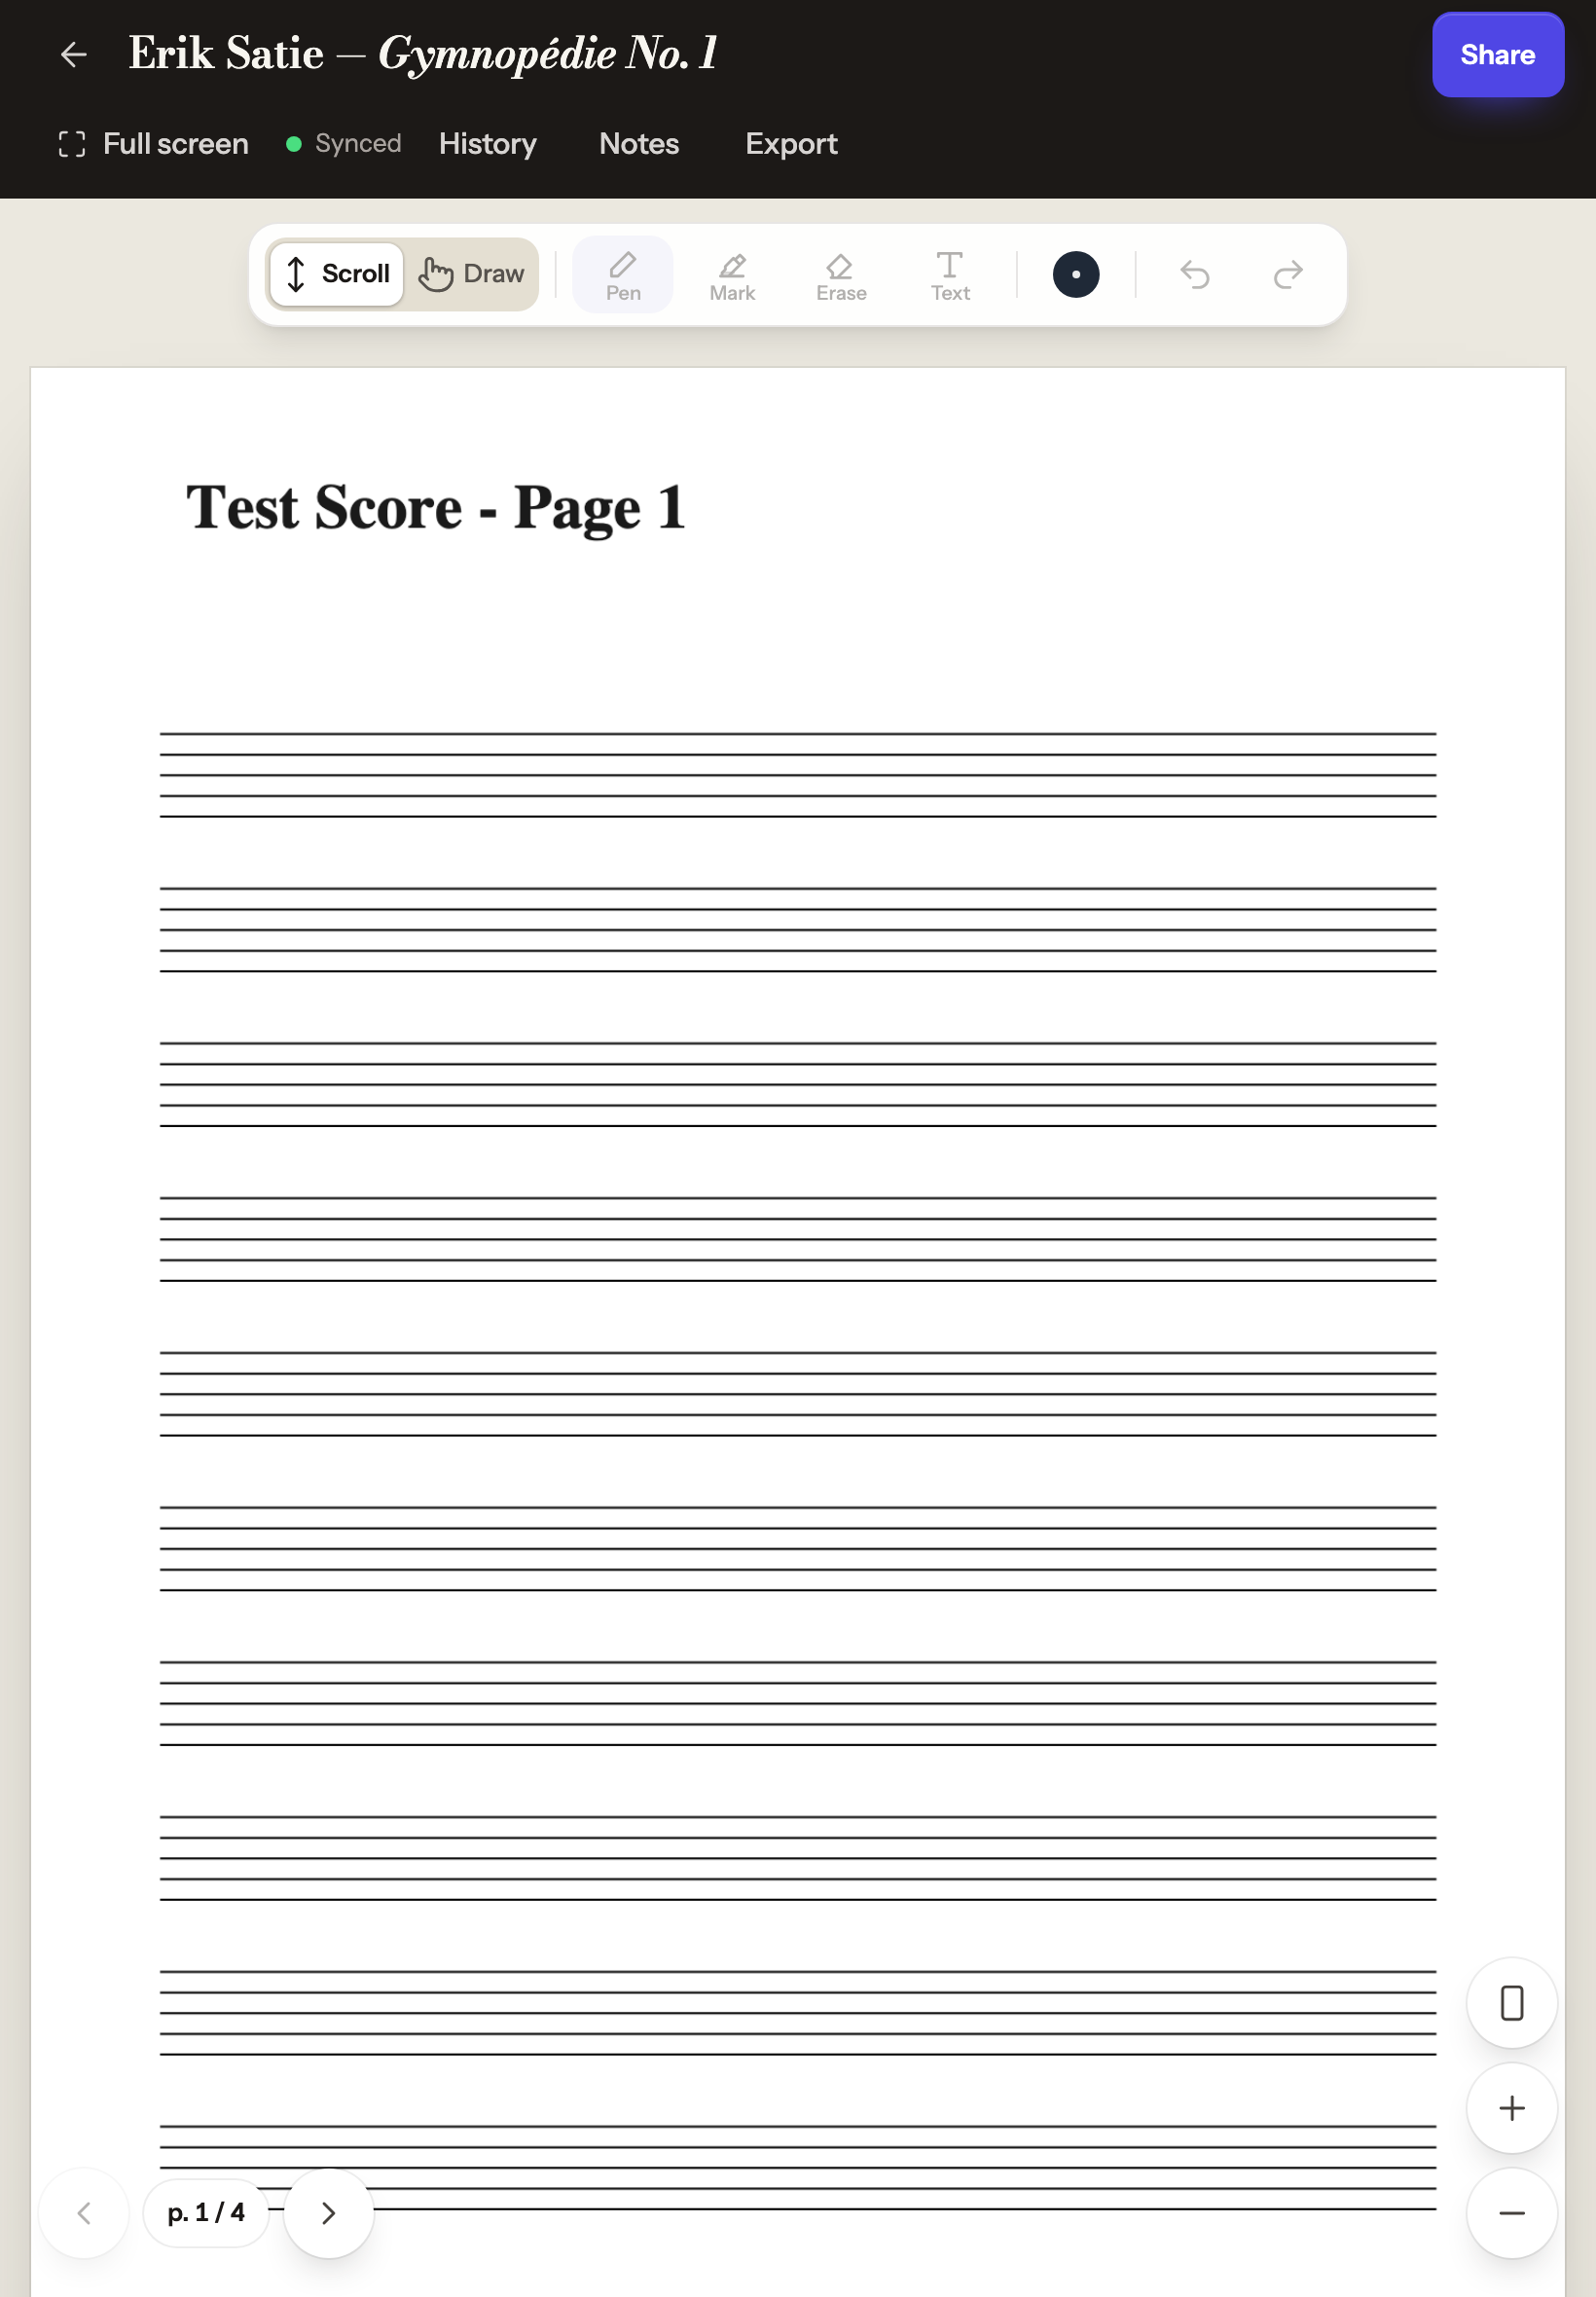 Erik Satie — Gymnopédie No. 1
Share
Full screen Synced History Notes Export
Scroll Draw Pen Mark Erase Text
Test Score - Page 1
p. 1 / 4